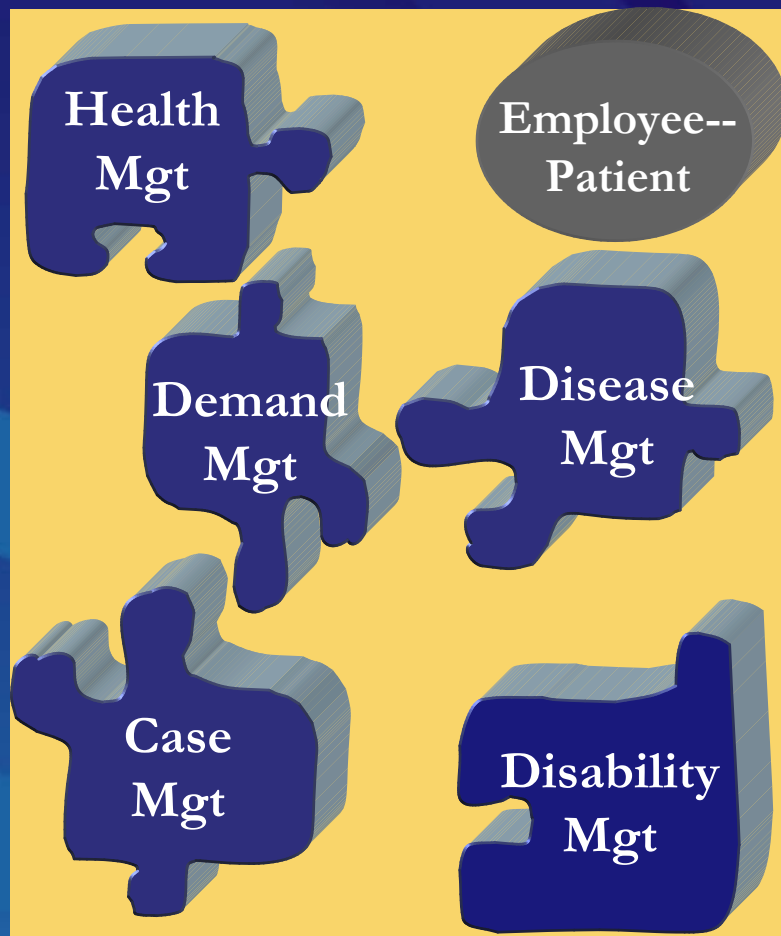 Health
Mgt
Employee--
Patient
Demand
Mgt
Disease
Mgt
Case
Mgt
Disability
Mgt